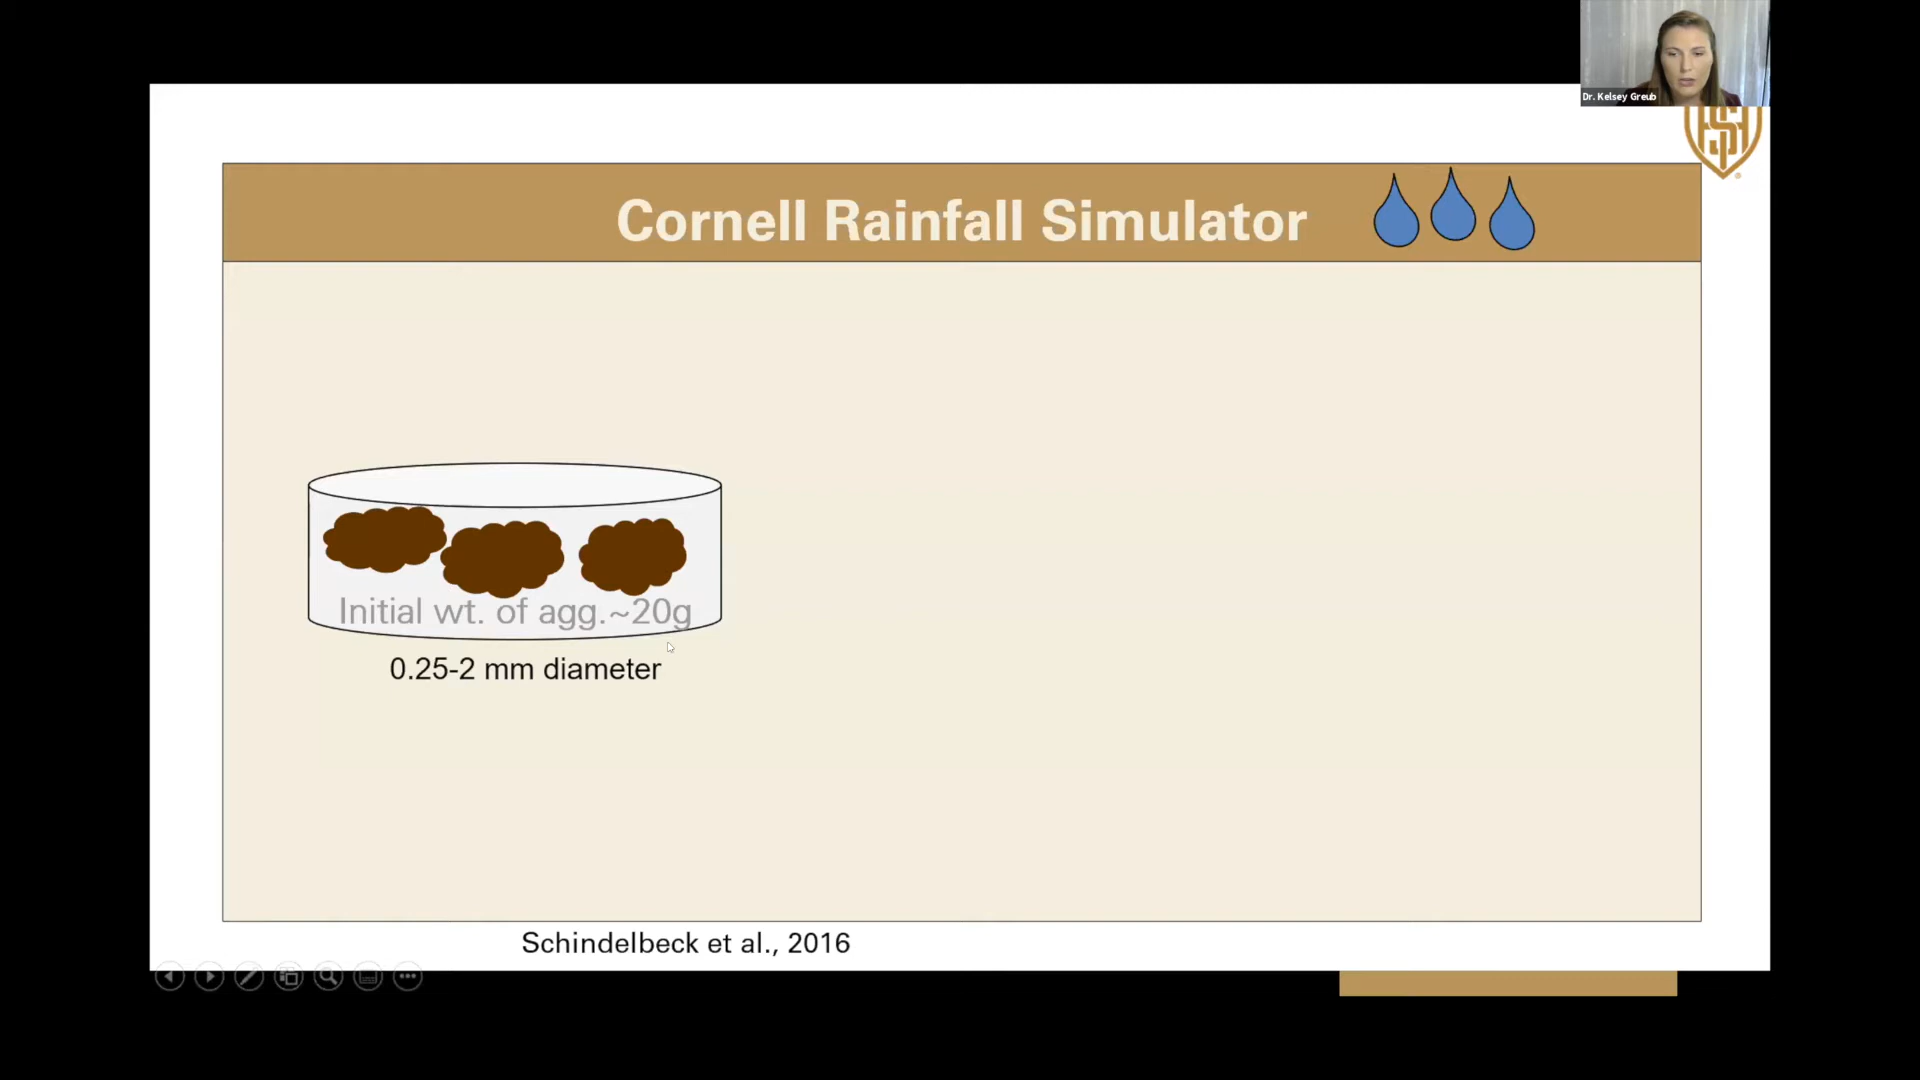 Dr. Kelsey Greub
Cornell Rainfall Simulator
Initial wt. of agg.~20g
0.25-2 mm diameter
Schindelbeck et al., 2016